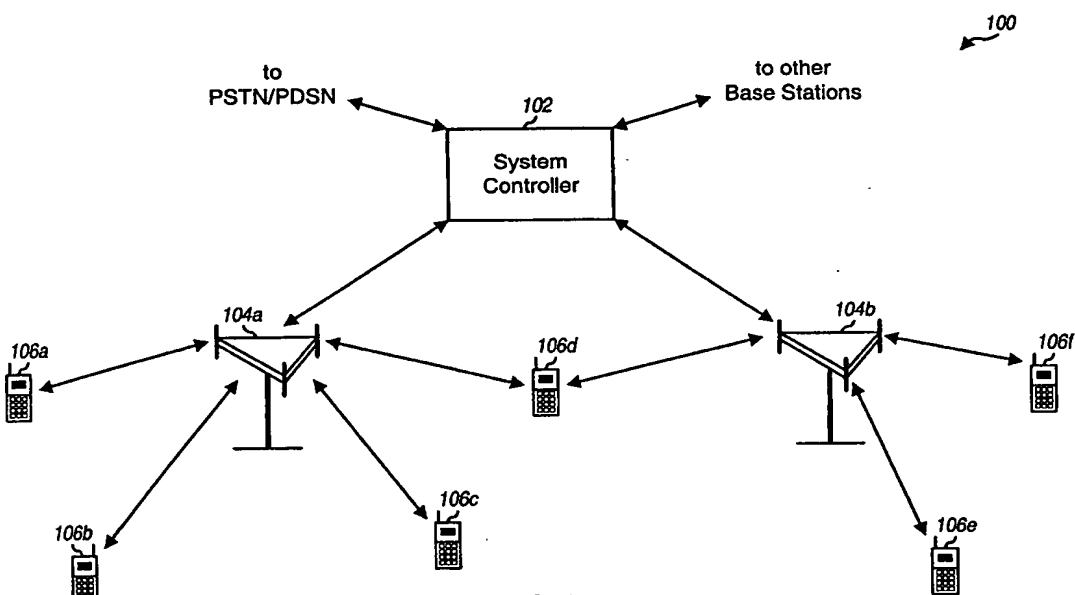 100
to
PSTN/PDSN
to other
Base Stations
102
System
Controller
104a
104b
106a
106d
106f
106c
106b
106e